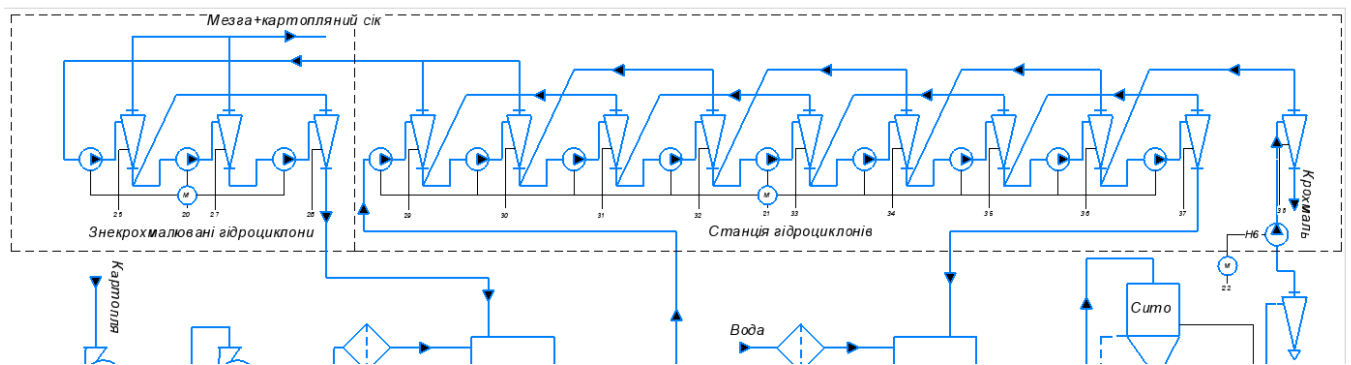 Мезга+картопляний сік
25
20
27
28
29
30
31
32
21
33
34
35
36
37
38
М
М
Знекрохмалювані гідроциклони
Станція гідроциклонів
Крохмаль
Н6
М
22
Картопля
Вода
Сито